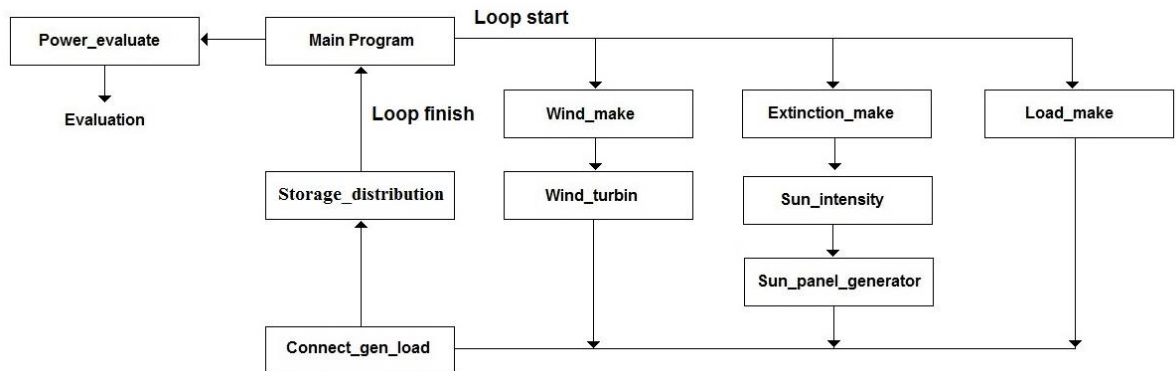 Loop start
Power_evaluate
Main Program
Loop finish
Wind_make
Extinction_make
Load_make
Evaluation
Storage_distribution
Wind_turbin
Sun_intensity
Sun_panel_generator
Connect_gen_load